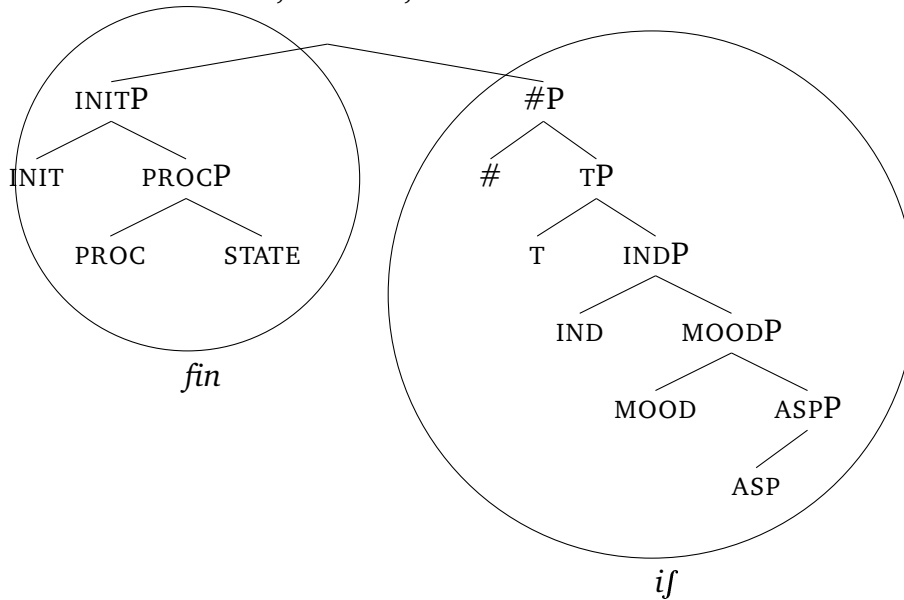 INITP #P
INIT PROCP # TP
PROC STATE T INDP
IND MOODP
fin
MOOD ASPP
ASP
iʃ